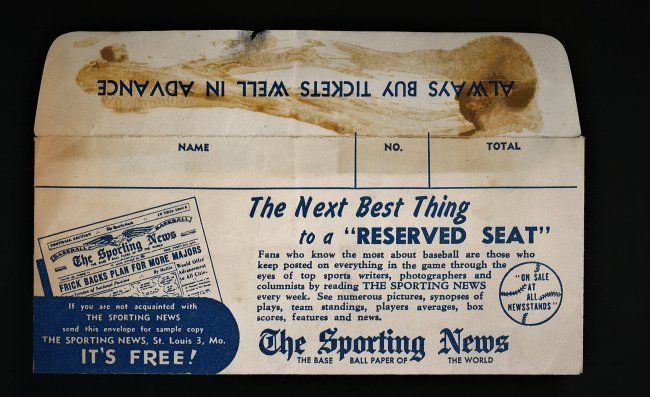 ALWAYS BUY TICKETS WELL IN ADVANCE
NAME NO. TOTAL
The Next Best Thing
to a "RESERVED SEAT"
Fans who know the most about baseball are those who
keep posted on everything in the game through the
eyes of top sports writers, photographers and
columnists by reading THE SPORTING NEWS
every week. See numerous pictures, synopses of
plays, team standings, players averages, box
scores, features and news.
"ON SALE
AT
ALL
NEWSSTANDS"
The Sporting News
THE BASE BALL PAPER OF THE WORLD
BASEBALL BASEBALL
The Sporting News
FRICK BACKS PLAN FOR MORE MAJORS
If you are not acquainted with
THE SPORTING NEWS
send this envelope for sample copy
THE SPORTING NEWS, St. Louis 3, Mo.
IT'S FREE!